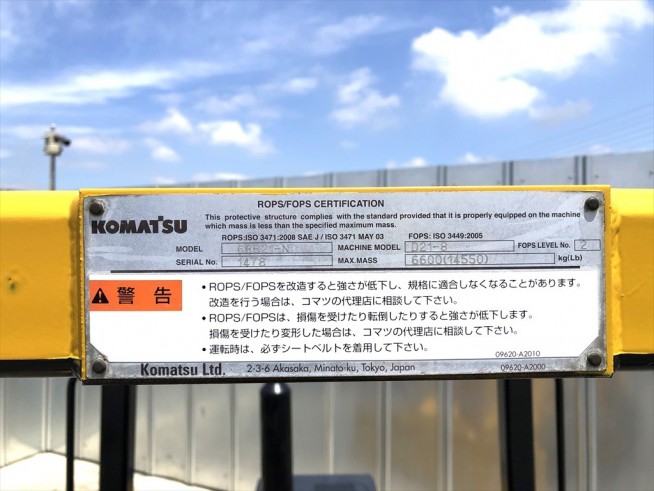 ROPS/FOPS CERTIFICATION
KOMATSU
This protective structure complies with the standard provided that it is properly equipped on the machine
which mass is less than the specified maximum mass.
ROPS:ISO 3471:2008 SAE J / ISO 3471 MAY 03 FOPS: ISO 3449:2005
MODEL MACHINE MODEL D21-8 FOPS LEVEL No. 2
SERIAL No. 1478 MAX.MASS 6600(14550) kg(Lb)
警告
• ROPS/FOPSを改造すると強さが低下し、規格に適合しなくなることがあります。
改造を行う場合は、コマツの代理店に相談して下さい。
• ROPS/FOPSは、損傷を受けたり転倒したりすると強さが低下します。
損傷を受けたり変形した場合は、コマツの代理店に相談して下さい。
• 運転時は、必ずシートベルトを着用して下さい。
09620-A2010
Komatsu Ltd. 2-3-6 Akasaka, Minato-ku, Tokyo, Japan 09620-A2000